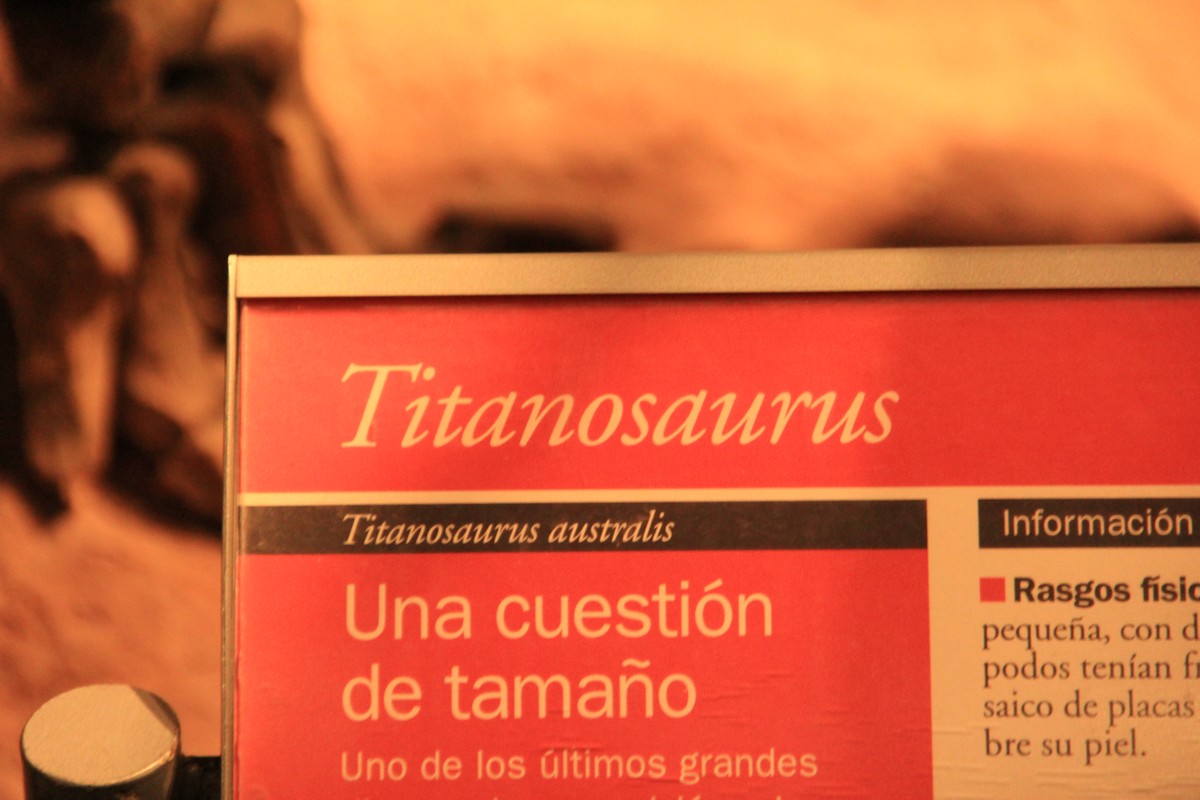 Titanosaurus
Titanosaurus australis
Una cuestión
de tamaño
Uno de los últimos grandes
Información
Rasgos
pequeña, con
podos tenían
saico de placas
bre su piel.